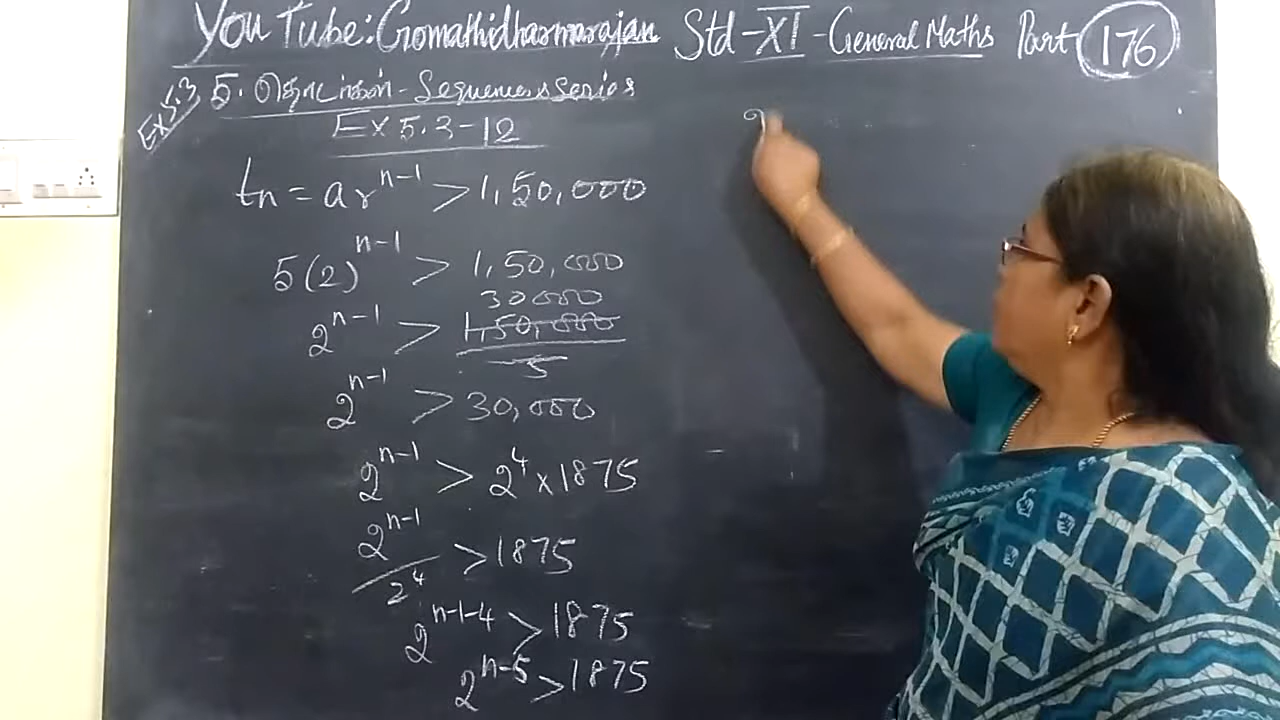 YouTube: Gomathidharmarajan Std-XI-General Maths Part 176
Ex 5.3 5. - Sequences & Series
Ex 5.3-12
tn = ar^{n-1} > 1,50,000
5(2)^{n-1} > 1,50,000
30000
2^{n-1} > 1,50,000 / 5
2^{n-1} > 30,000
2^{n-1} > 2^4 x 1875
2^{n-1} / 2^4 > 1875
2^{n-1-4} > 1875
2^{n-5} > 1875